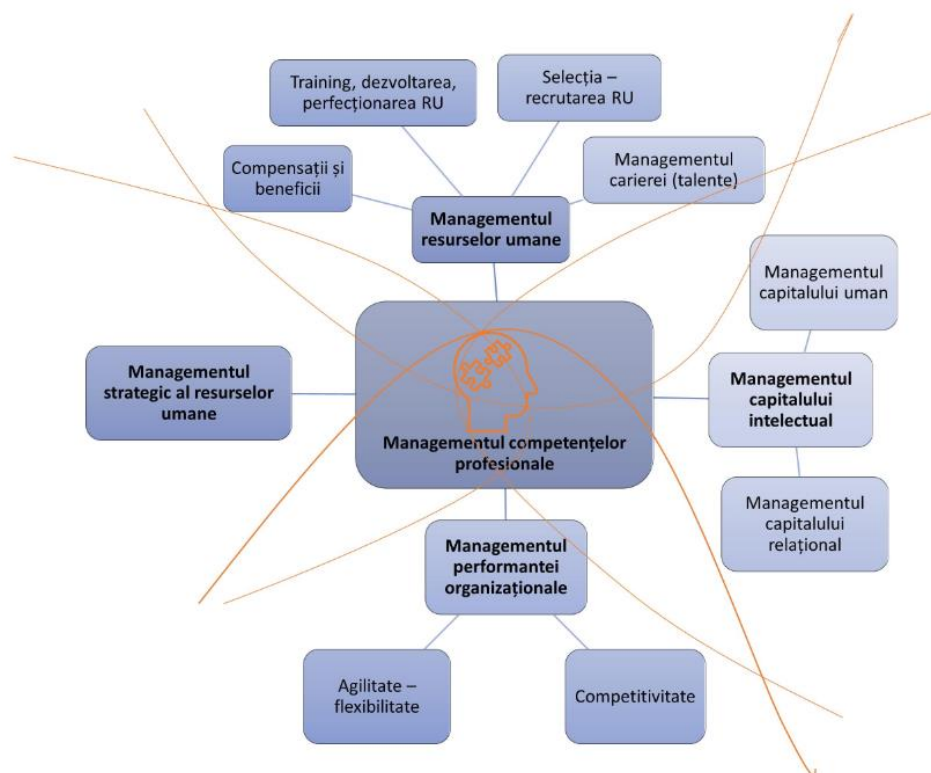 Training, dezvoltarea,
perfecționarea RU
Selecția –
recrutarea RU
Compensații și
beneficii
Managementul
carierei (talente)
Managementul
resurselor umane
Managementul
capitalului uman
Managementul
strategic al resurselor
umane
Managementul
capitalului
intelectual
Managementul competențelor
profesionale
Managementul
capitalului
relațional
Managementul
performantei
organizaționale
Agilitate –
flexibilitate
Competitivitate